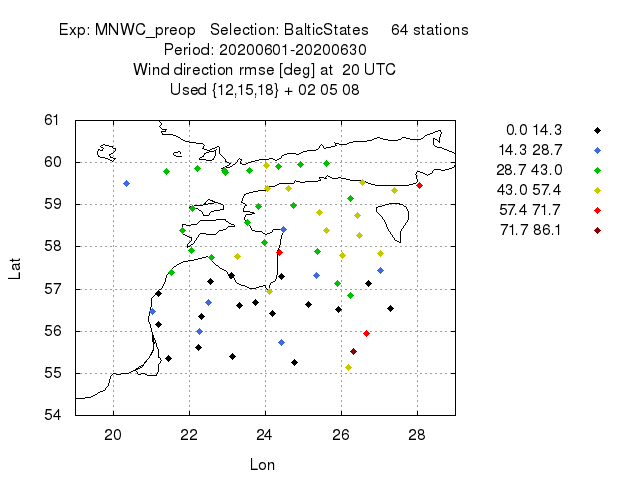 Exp: MNWC_preop   Selection: BalticStates     64 stations
Period: 20200601-20200630
Wind direction rmse [deg] at  20 UTC
Used {12,15,18} + 02 05 08
0.0 14.3
14.3 28.7
28.7 43.0
43.0 57.4
57.4 71.7
71.7 86.1
61
60
59
58
57
56
55
54
Lat
20 22 24 26 28
Lon